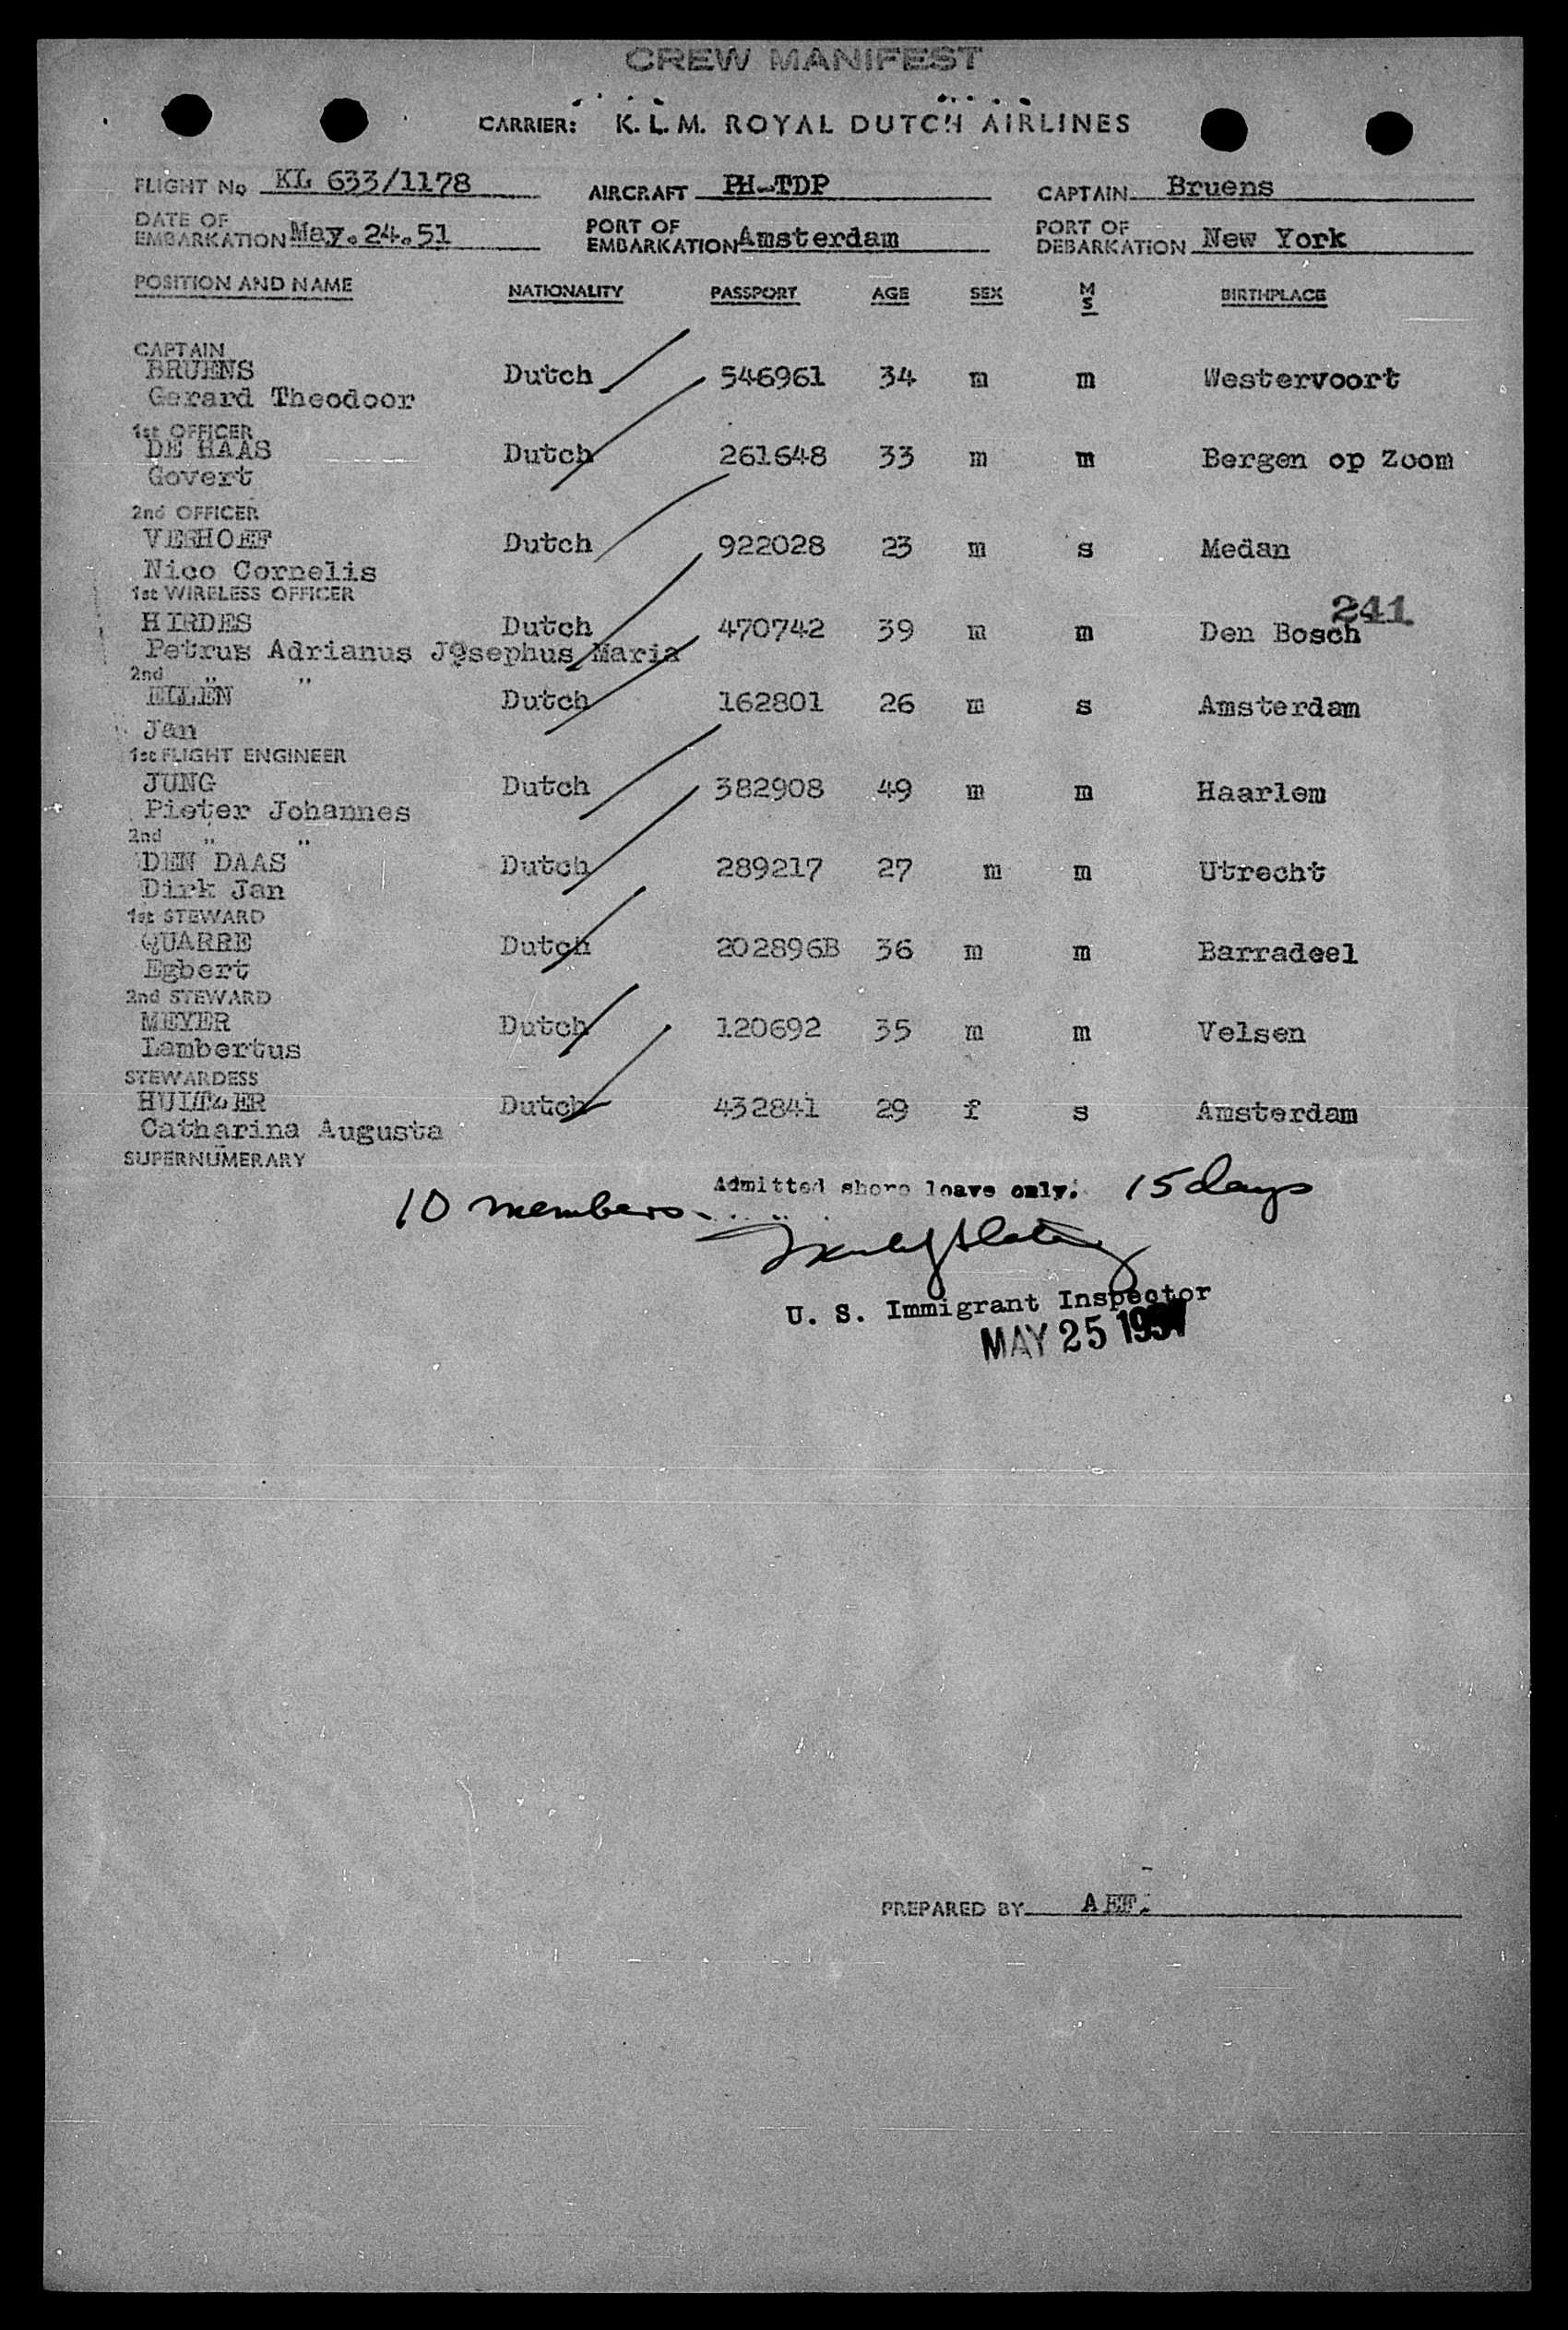 CREW MANIFEST
CARRIER: K.L.M. ROYAL DUTCH AIRLINES
FLIGHT No KL 633/1178 AIRCRAFT PH-TDP CAPTAIN Bruens
DATE OF EMBARKATION May.24.51 PORT OF EMBARKATION Amsterdam PORT OF DEBARKATION New York
POSITION AND NAME NATIONALITY PASSPORT AGE SEX M S BIRTHPLACE
CAPTAIN
BRUENS Dutch 546961 34 m m Westervoort
Gerard Theodoor
1st OFFICER
DE HAAS Dutch 261648 33 m m Bergen op Zoom
Govert
2nd OFFICER
VERHOEF Dutch 922028 23 m s Medan
Nico Cornelis
1st WIRELESS OFFICER
241
HIRDES Dutch 470742 39 m m Den Bosch
Petrus Adrianus Josephus Maria
2nd " "
EILEN Dutch 162801 26 m s Amsterdam
Jan
1st FLIGHT ENGINEER
JUNG Dutch 382908 49 m m Haarlem
Pieter Johannes
2nd " "
DEN DAAS Dutch 289217 27 m m Utrecht
Dirk Jan
1st STEWARD
QUARRE Dutch 202896B 36 m m Barradeel
Egbert
2nd STEWARD
MEYER Dutch 120692 35 m m Velsen
Lambertus
STEWARDESS
Dutch 432841 29 f s Amsterdam
Catharina Augusta
SUPERNUMERARY
10 members. Admitted shore leave only. 15 days
U. S. Immigrant Inspector
MAY 25 1951
PREPARED BY AEF.